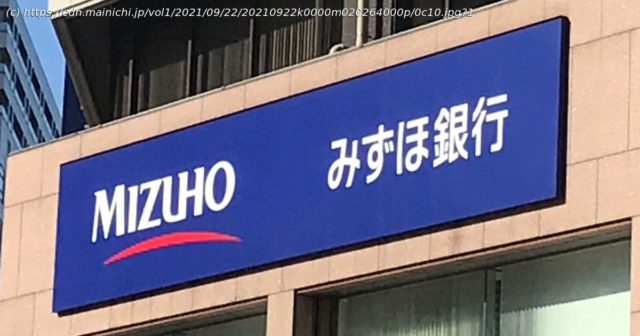 (c) https://cdn.mainichi.jp/vol1/2021/09/22/20210922k0000m020264000p/0c10.jpg?1
MIZUHO みずほ銀行